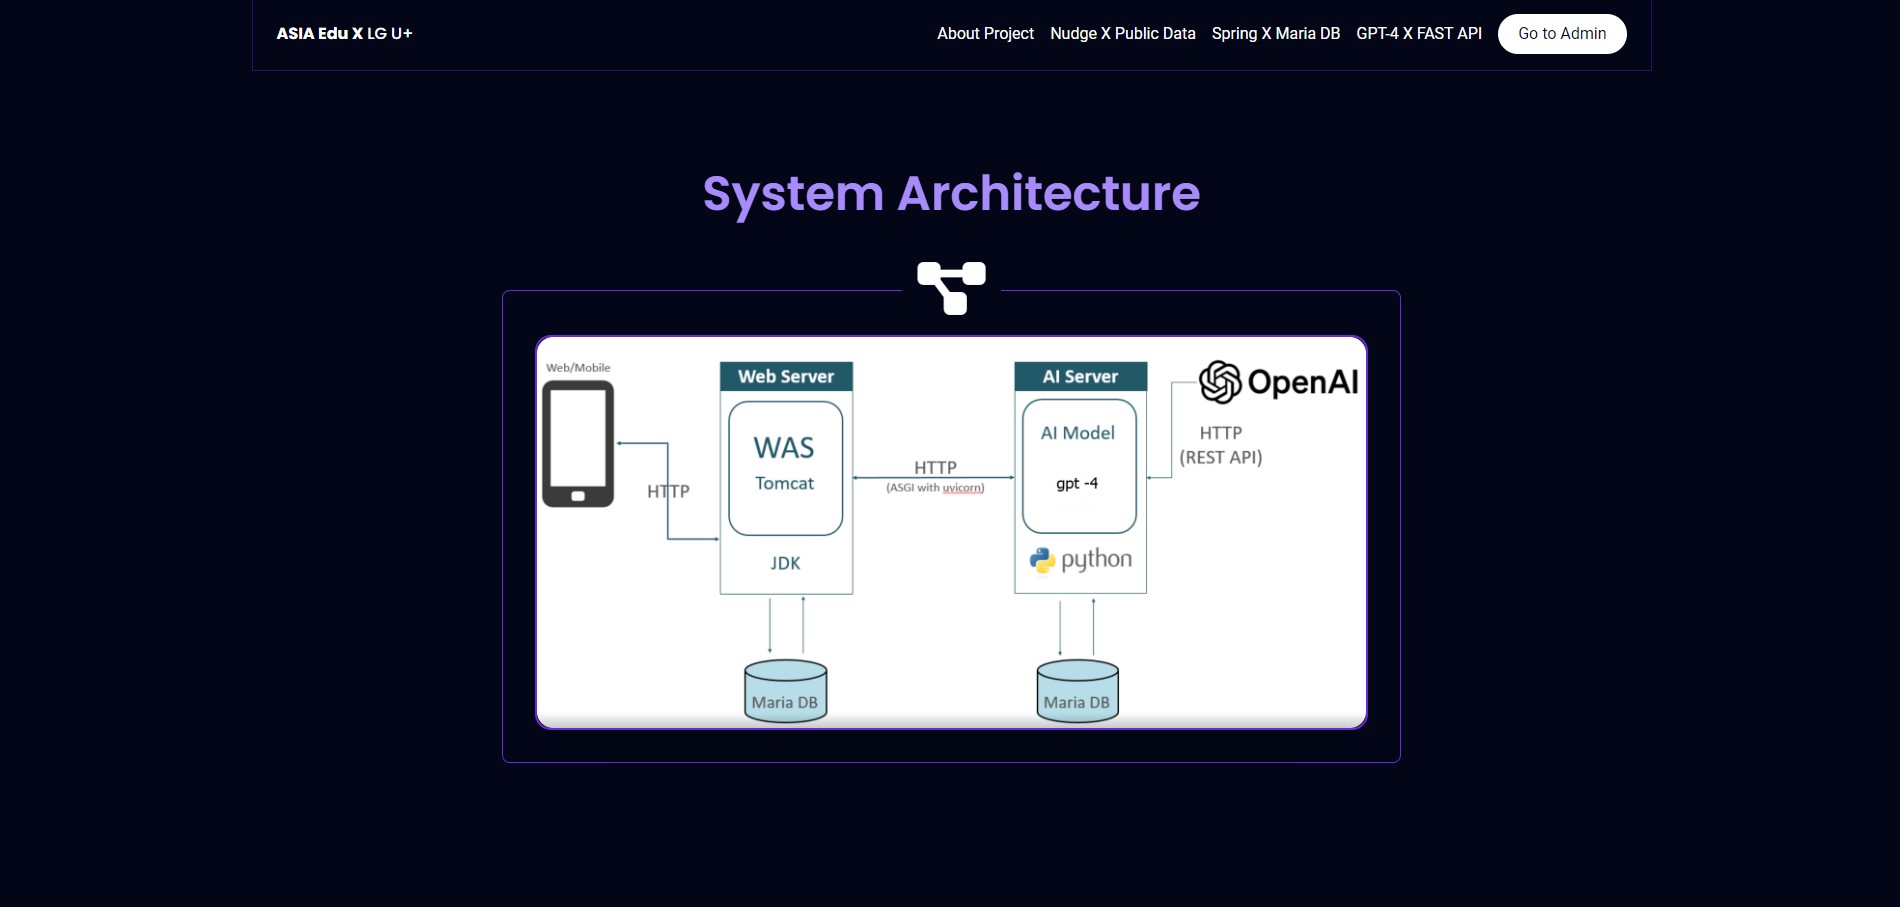 ASIA Edu X LG U+
About Project
Nudge X Public Data
Spring X Maria DB
GPT-4 X FAST API
Go to Admin
System Architecture
Web/Mobile
HTTP
Web Server
WAS
Tomcat
JDK
Maria DB
HTTP
(ASGI with uvicorn)
AI Server
AI Model
gpt -4
python
Maria DB
OpenAI
HTTP
(REST API)